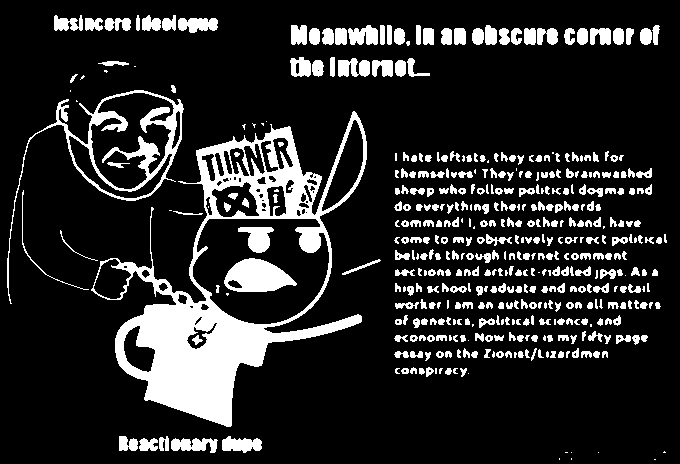 Insincere ideologue
Meanwhile, in an obscure corner of
the internet...
TURNER
I hate leftists, they can't think for
themselves! They're just brainwashed
sheep who follow political dogma and
do everything their shepherds
command! I, on the other hand, have
come to my objectively correct political
beliefs through Internet comment
sections and artifact-riddled jpgs. As a
high school graduate and noted retail
worker I am an authority on all matters
of genetics, political science, and
economics. Now here is my fifty page
essay on the Zionist/Lizardmen
conspiracy.
Reactionary dupe